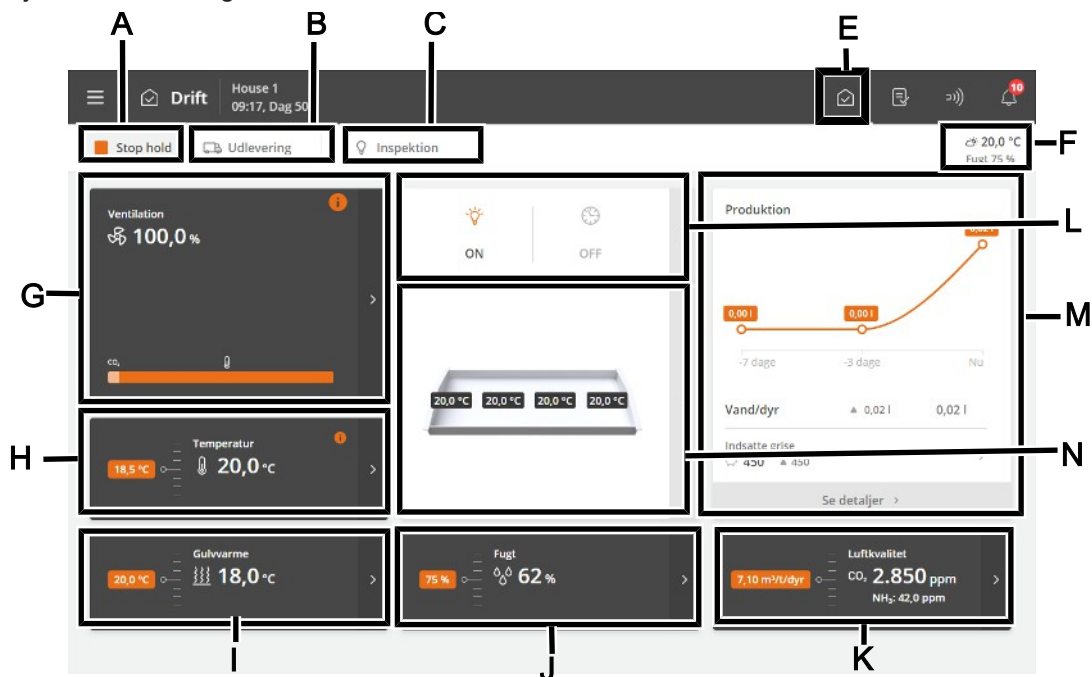 A
B
C
E
Drift
House 1
09:17, Dag 50
10
Stop hold
Udlevering
Inspektion
20,0 °C
Fugt 75 %
F
Ventilation
100,0 %
CO₂
G
ON
OFF
L
Produktion
0,02 l
0,00 l
0,00 l
-7 dage
-3 dage
Nu
Vand/dyr
0,02 l
0,02 l
Indsatte grise
450
450
Se detaljer
M
Temperatur
18,5 °C
20,0 °C
H
20,0 °C
20,0 °C
20,0 °C
20,0 °C
N
Gulvvarme
20,0 °C
18,0 °C
Fugt
75 %
62 %
Luftkvalitet
7,10 m³/t/dyr
CO₂ 2.850 ppm
NH₃: 42,0 ppm
I
J
K